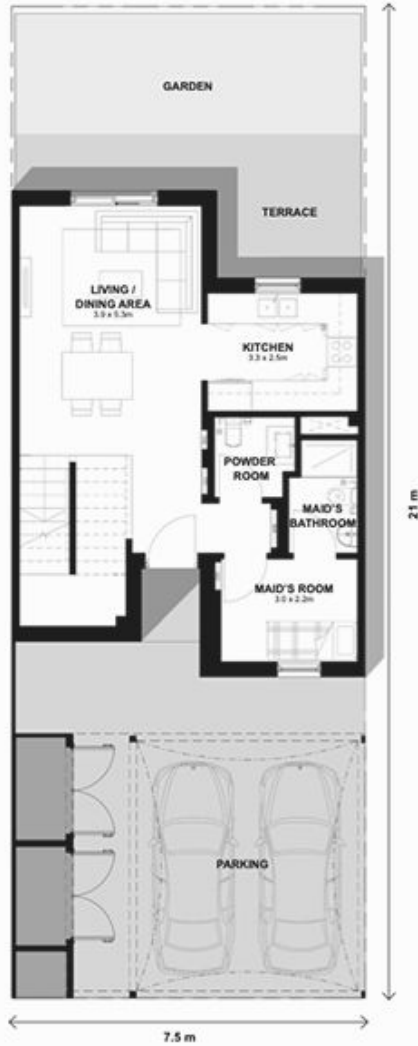 GARDEN
TERRACE
LIVING /
DINING AREA
3.9 x 5.3m
KITCHEN
3.3 x 2.5m
POWDER
ROOM
MAID'S
BATHROOM
21 m
MAID'S ROOM
3.0 x 2.2m
PARKING
7.5 m